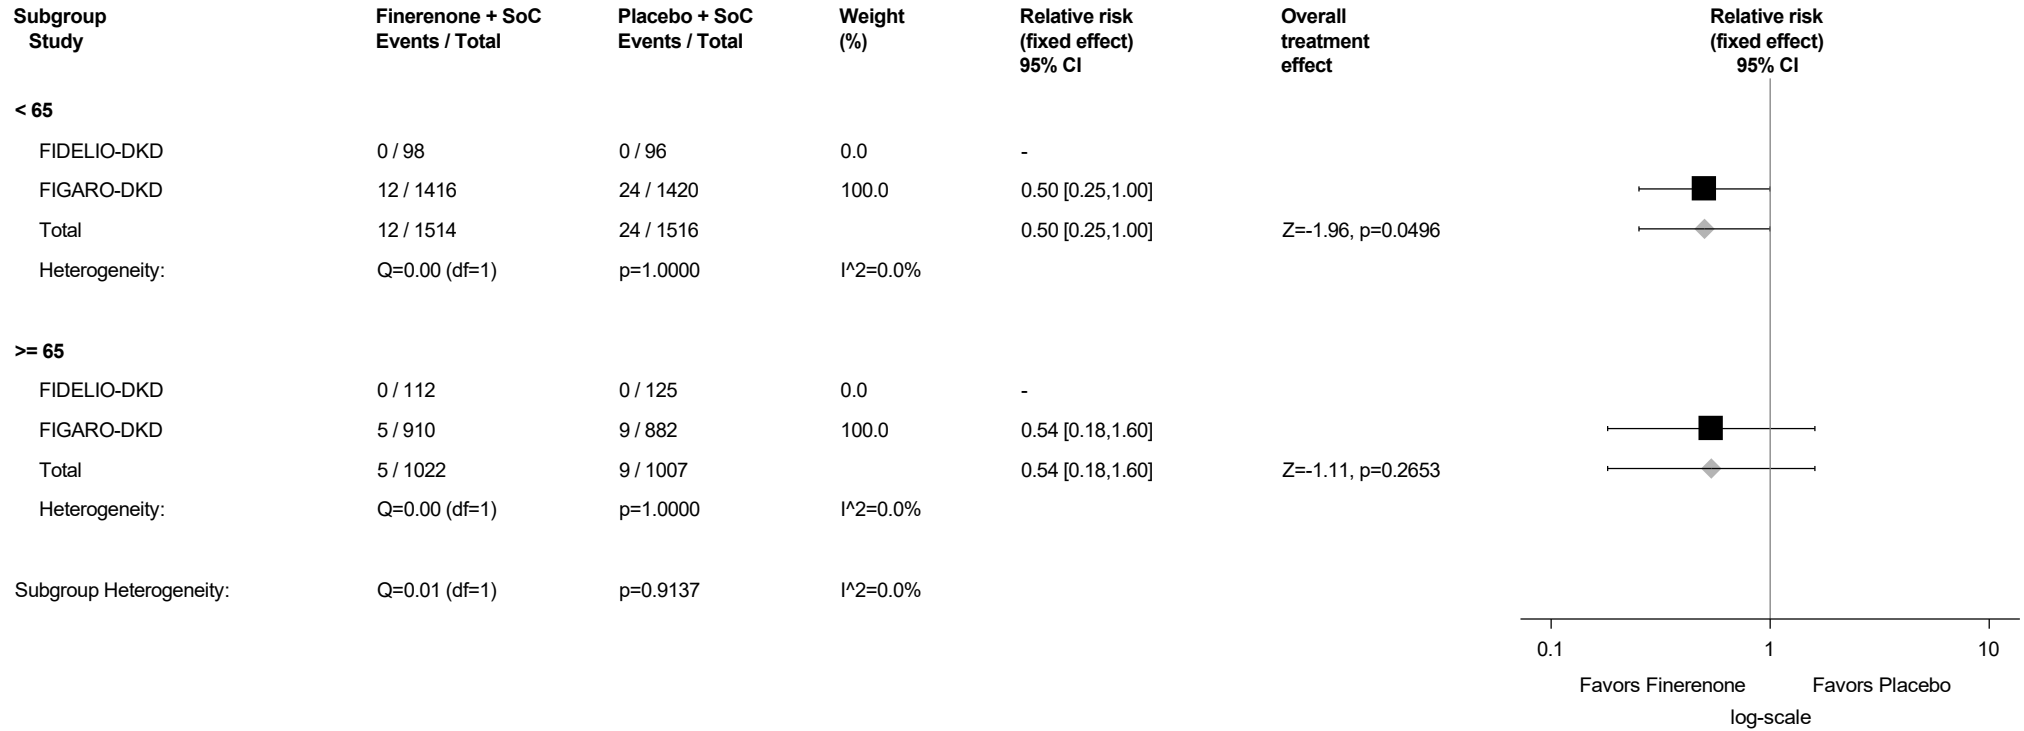 Subgroup Finerenone + SoC Placebo + SoC Weight Relative risk Overall Relative risk
Study Events / Total Events / Total (%) (fixed effect) treatment (fixed effect)
95% CI effect 95% CI
< 65
FIDELIO-DKD 0 / 98 0 / 96 0.0 -
FIGARO-DKD 12 / 1416 24 / 1420 100.0 0.50 [0.25,1.00]
Total 12 / 1514 24 / 1516 0.50 [0.25,1.00] Z=-1.96, p=0.0496
Heterogeneity: Q=0.00 (df=1) p=1.0000 I^2=0.0%
>= 65
FIDELIO-DKD 0 / 112 0 / 125 0.0 -
FIGARO-DKD 5 / 910 9 / 882 100.0 0.54 [0.18,1.60]
Total 5 / 1022 9 / 1007 0.54 [0.18,1.60] Z=-1.11, p=0.2653
Heterogeneity: Q=0.00 (df=1) p=1.0000 I^2=0.0%
Subgroup Heterogeneity: Q=0.01 (df=1) p=0.9137 I^2=0.0%
0.1 1 10
Favors Finerenone Favors Placebo
log-scale